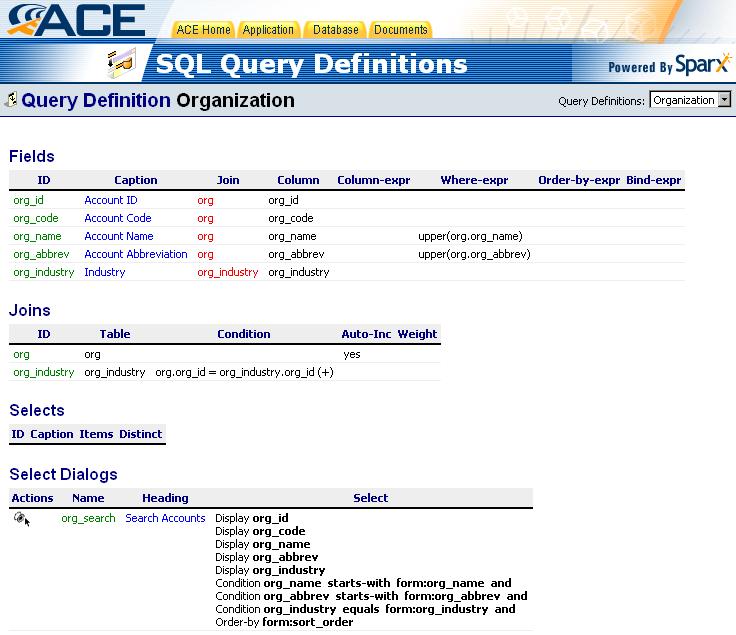 ACE
ACE Home Application Database Documents
SQL Query Definitions
Powered By Sparx
Query Definition Organization
Query Definitions: Organization
Fields
ID Caption Join Column Column-expr Where-expr Order-by-expr Bind-expr
org_id Account ID org org_id
org_code Account Code org org_code
org_name Account Name org org_name upper(org.org_name)
org_abbrev Account Abbreviation org org_abbrev upper(org.org_abbrev)
org_industry Industry org_industry org_industry
Joins
ID Table Condition Auto-Inc Weight
org org yes
org_industry org_industry org.org_id = org_industry.org_id (+)
Selects
ID Caption Items Distinct
Select Dialogs
Actions Name Heading Select
org_search Search Accounts Display org_id
Display org_code
Display org_name
Display org_abbrev
Display org_industry
Condition org_name starts-with form:org_name and
Condition org_abbrev starts-with form:org_abbrev and
Condition org_industry equals form:org_industry and
Order-by form:sort_order